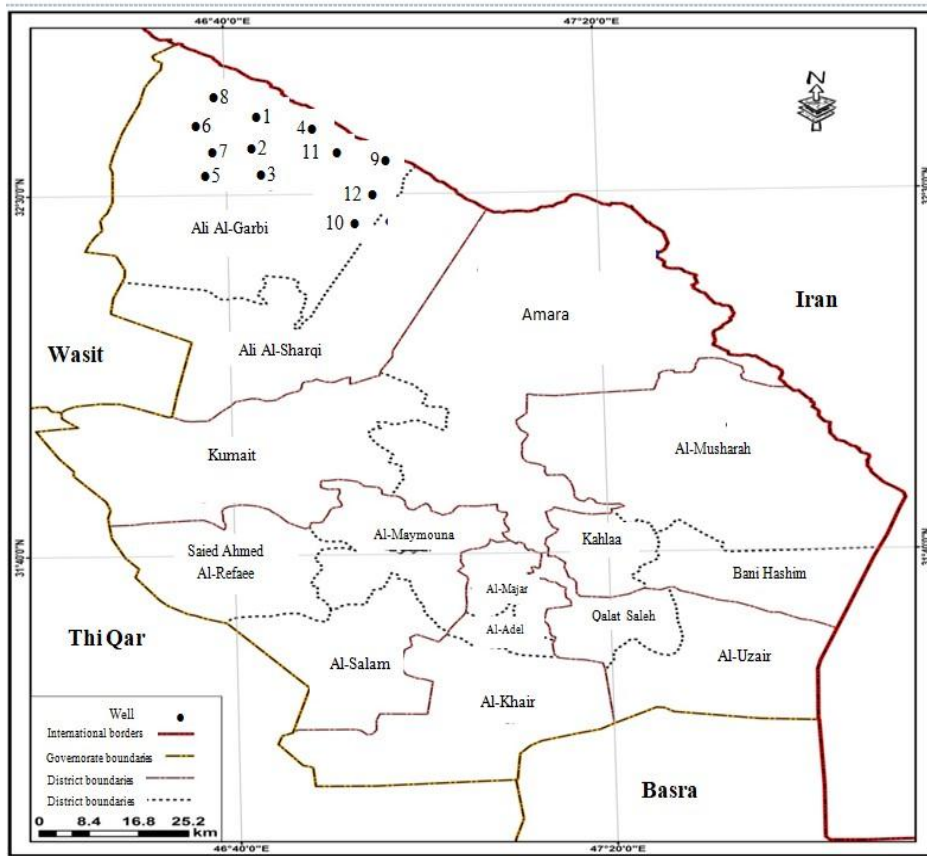 46°40'0"E
47°20'0"E
N
8
1
6
4
7
2
11
9
5
3
32°30'0"N
12
10
Ali Al-Garbi
Iran
Amara
Wasit
Ali Al-Sharqi
Kumait
Al-Musharah
Al-Maymouna
Kahlaa
Saied Ahmed
Al-Refaee
31°40'0"N
Bani Hashim
Al-Majar
Qalat Saleh
Al-Adel
Thi Qar
Al-Salam
Al-Uzair
Al-Khair
Well
International borders
Governorate boundaries
District boundaries
District boundaries
Basra
0 8.4 16.8 25.2
km
46°40'0"E
47°20'0"E